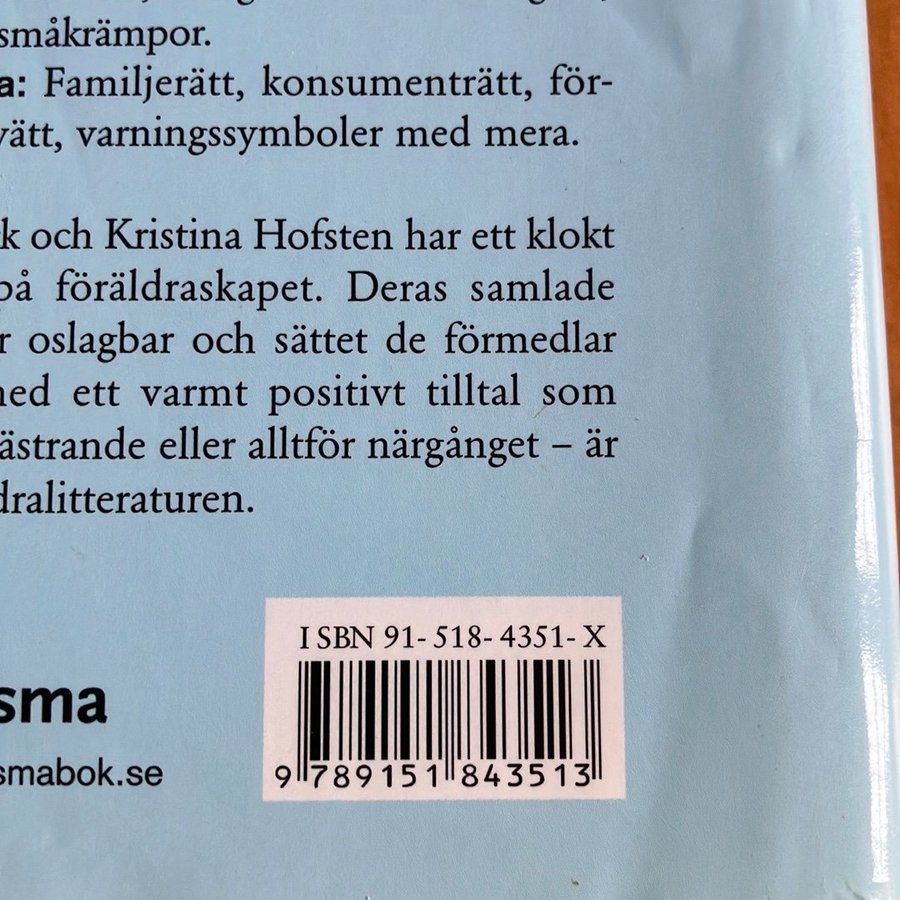 småkrämpor.
a: Familjerätt, konsumenträtt, för-
vätt, varningssymboler med mera.
k och Kristina Hofsten har ett klokt
på föräldraskapet. Deras samlade
r oslagbar och sättet de förmedlar
ned ett varmt positivt tilltal som
ästrande eller alltför närgånget – är
dralitteraturen.
ISBN 91-518-4351-X
sma
smabok.se
9 789151 843513